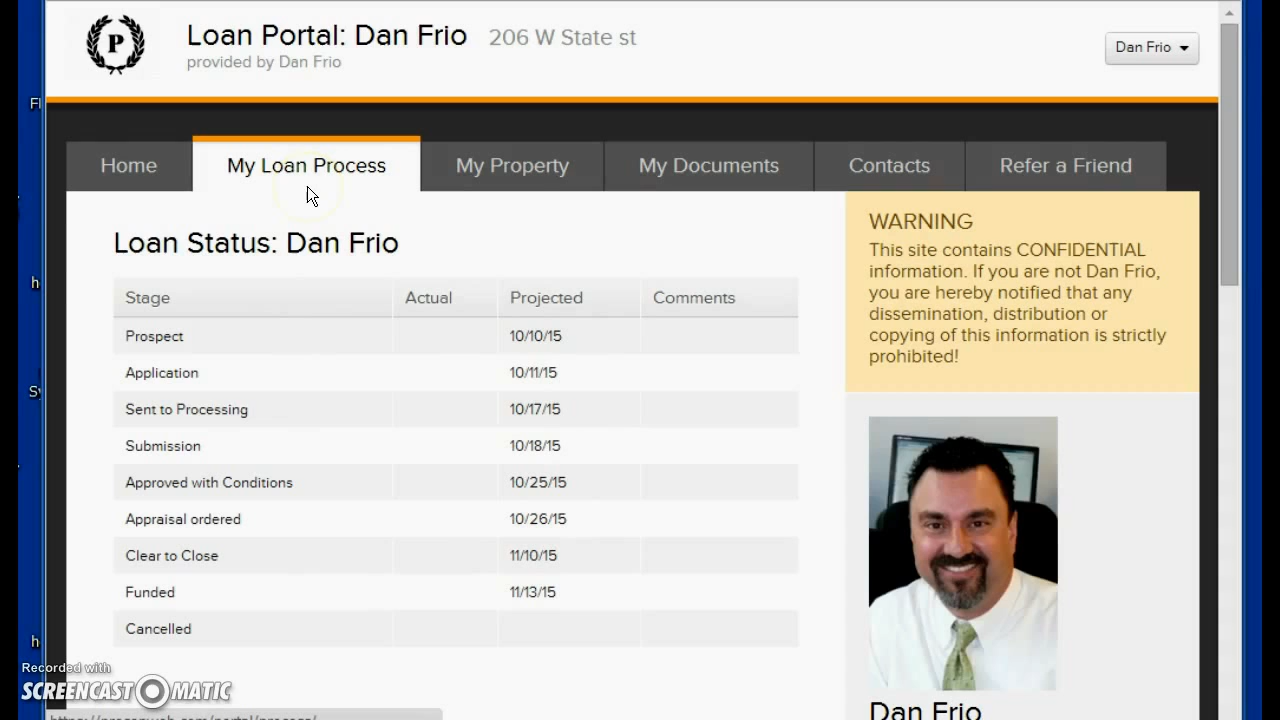 P
Loan Portal: Dan Frio 206 W State st
provided by Dan Frio
Dan Frio
Home My Loan Process My Property My Documents Contacts Refer a Friend
Loan Status: Dan Frio
Stage Actual Projected Comments
Prospect 10/10/15
Application 10/11/15
Sent to Processing 10/17/15
Submission 10/18/15
Approved with Conditions 10/25/15
Appraisal ordered 10/26/15
Clear to Close 11/10/15
Funded 11/13/15
Cancelled
WARNING
This site contains CONFIDENTIAL
information. If you are not Dan Frio,
you are hereby notified that any
dissemination, distribution or
copying of this information is strictly
prohibited!
Dan Frio
Fl
h
Sy
h
Recorded with
SCREENCAST MATIC